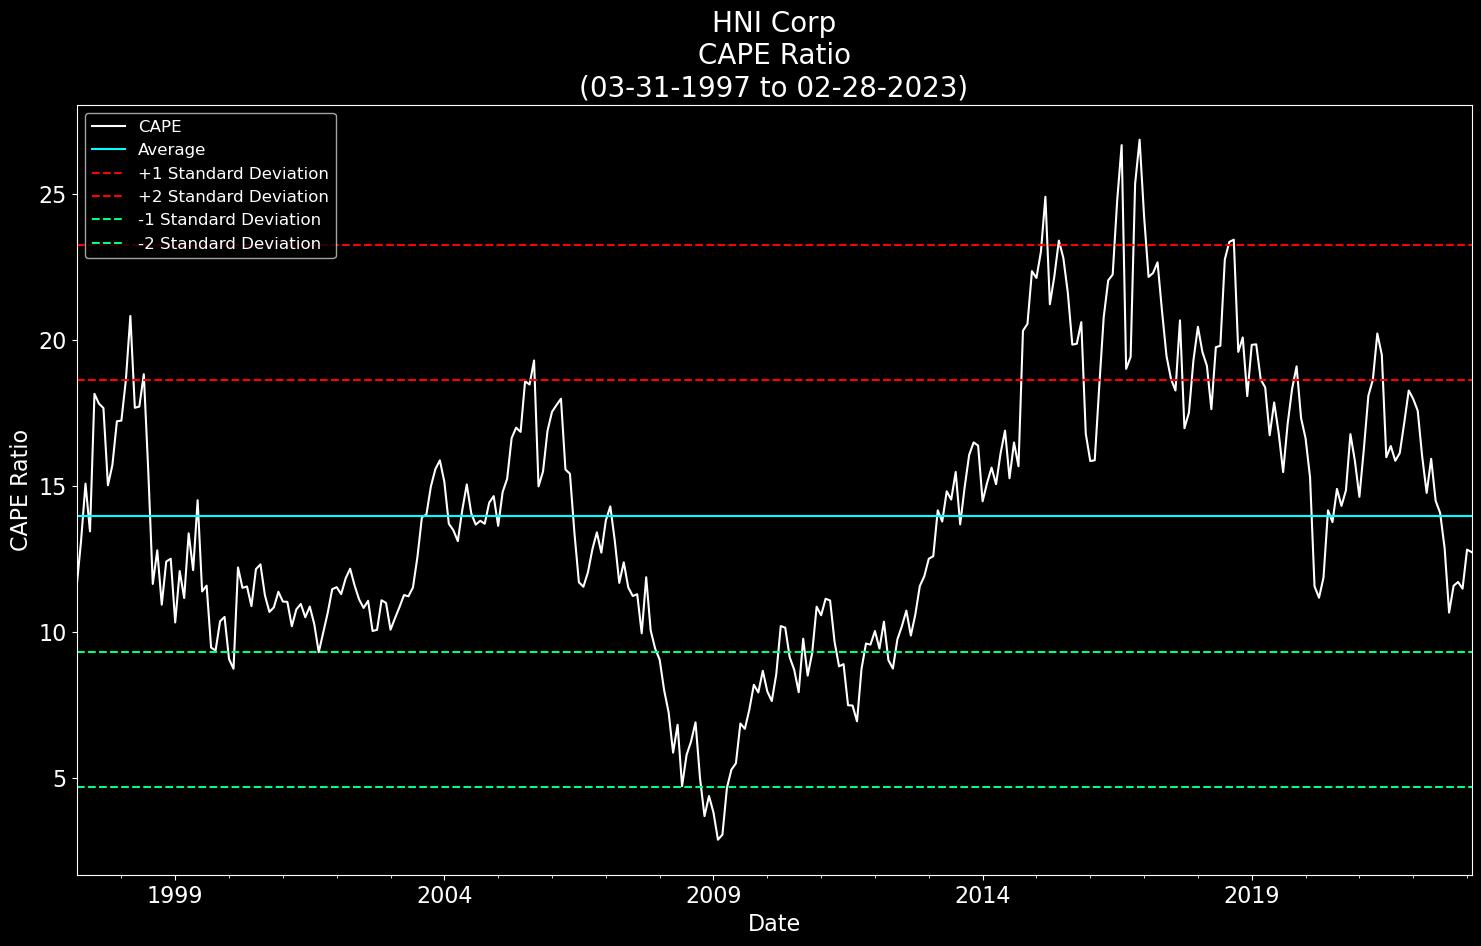 HNI Corp
CAPE Ratio
(03-31-1997 to 02-28-2023)
CAPE
Average
+1 Standard Deviation
+2 Standard Deviation
-1 Standard Deviation
-2 Standard Deviation
25
20
15
10
5
CAPE Ratio
1999 2004 2009 2014 2019
Date